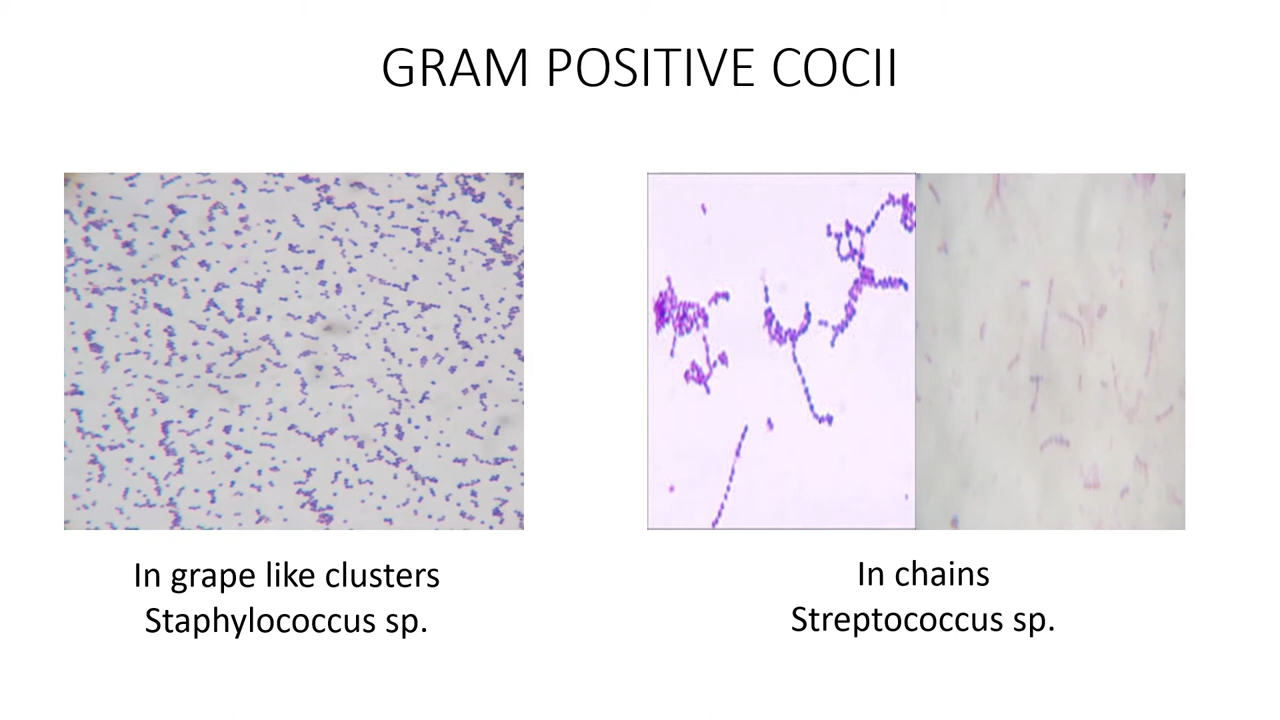 GRAM POSITIVE COCII
In grape like clusters
Staphylococcus sp.
In chains
Streptococcus sp.